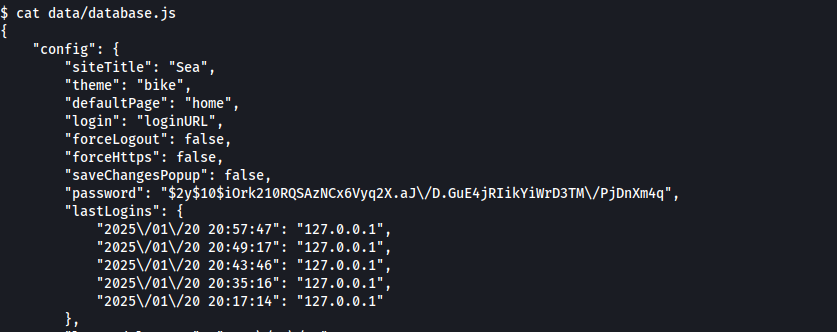 $ cat data/database.js
{
    "config": {
        "siteTitle": "Sea",
        "theme": "bike",
        "defaultPage": "home",
        "login": "loginURL",
        "forceLogout": false,
        "forceHttps": false,
        "saveChangesPopup": false,
        "password": "$2y$10$iOrk210RQSAzNCx6Vyq2X.aJ\/D.GuE4jRIikYiWrD3TM\/PjDnXm4q",
        "lastLogins": {
            "2025\/01\/20 20:57:47": "127.0.0.1",
            "2025\/01\/20 20:49:17": "127.0.0.1",
            "2025\/01\/20 20:43:46": "127.0.0.1",
            "2025\/01\/20 20:35:16": "127.0.0.1",
            "2025\/01\/20 20:17:14": "127.0.0.1"
        },